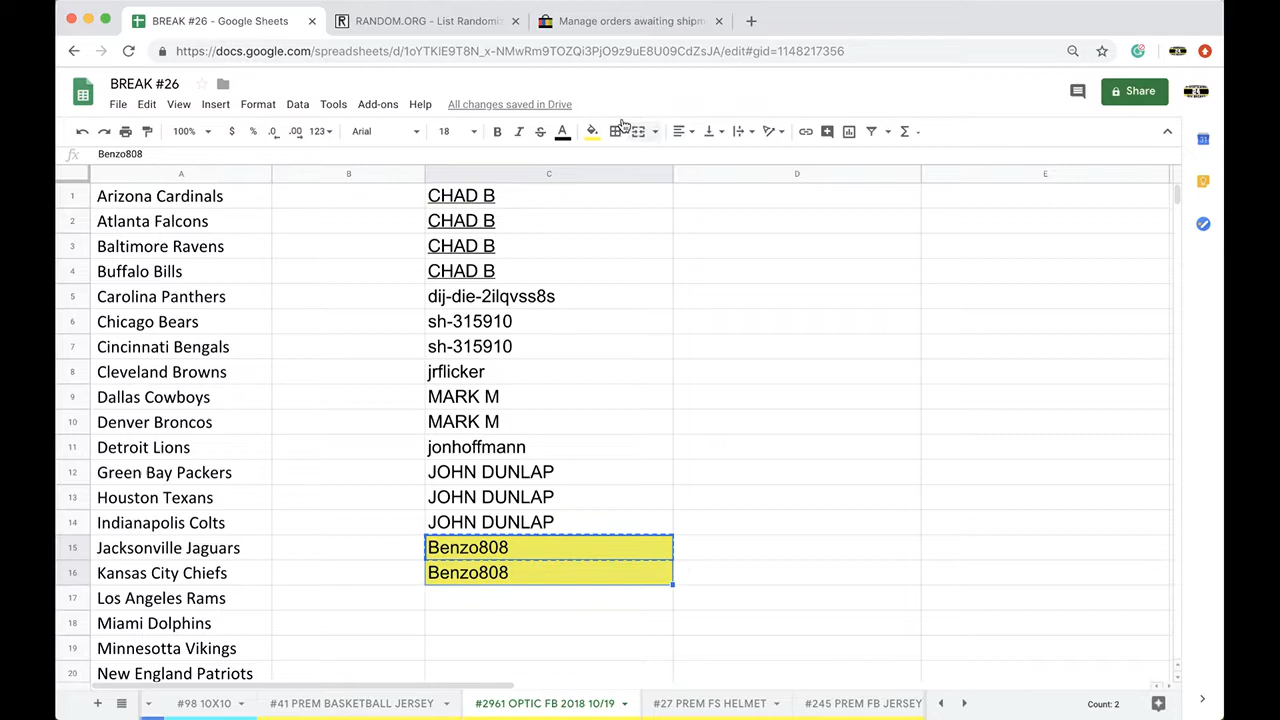 BREAK #26 - Google Sheets
RANDOM.ORG - List Randomiz
Manage orders awaiting shipm
https://docs.google.com/spreadsheets/d/1oYTKlE9T8N_x-NMwRm9TOZQi3PjO9z9uE8U09CdZsJA/edit#gid=1148217356
BREAK #26
File Edit View Insert Format Data Tools Add-ons Help All changes saved in Drive
Share
100% $ % .0 .00 123 Arial 18 B I S A
fx Benzo808
A B C D E
1 Arizona Cardinals CHAD B
2 Atlanta Falcons CHAD B
3 Baltimore Ravens CHAD B
4 Buffalo Bills CHAD B
5 Carolina Panthers dij-die-2ilqvss8s
6 Chicago Bears sh-315910
7 Cincinnati Bengals sh-315910
8 Cleveland Browns jrflicker
9 Dallas Cowboys MARK M
10 Denver Broncos MARK M
11 Detroit Lions jonhoffmann
12 Green Bay Packers JOHN DUNLAP
13 Houston Texans JOHN DUNLAP
14 Indianapolis Colts JOHN DUNLAP
15 Jacksonville Jaguars Benzo808
16 Kansas City Chiefs Benzo808
17 Los Angeles Rams
18 Miami Dolphins
19 Minnesotta Vikings
20 New England Patriots
#98 10X10 #41 PREM BASKETBALL JERSEY #2961 OPTIC FB 2018 10/19 #27 PREM FS HELMET #245 PREM FB JERSEY Count: 2